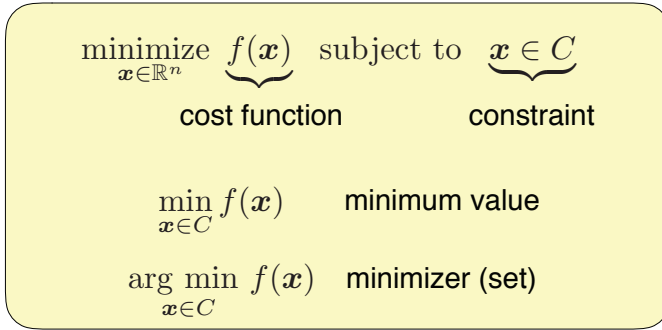 minimize f(x) subject to x ∈ C
x∈ℝⁿ
cost function constraint
min f(x) minimum value
x∈C
arg min f(x) minimizer (set)
x∈C